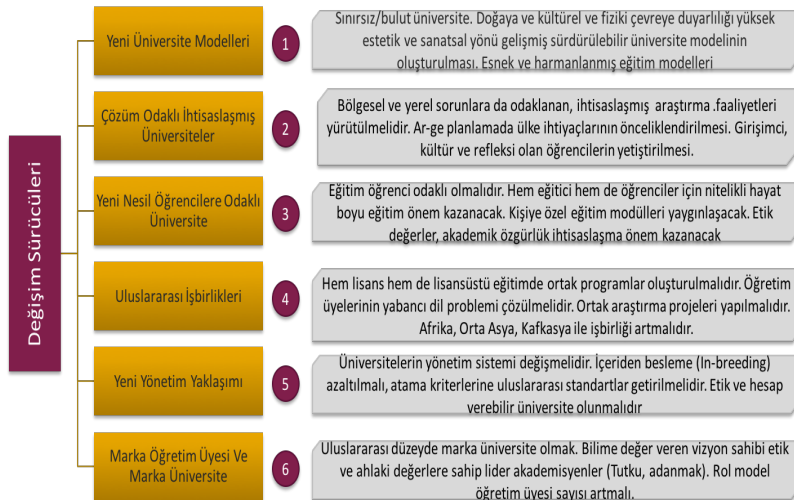 Değişim Sürücüleri
Yeni Üniversite Modelleri
1
Sınırsız/bulut üniversite. Doğaya ve kültürel ve fiziki çevreye duyarlılığı yüksek
estetik ve sanatsal yönü gelişmiş sürdürülebilir üniversite modelinin
oluşturulması. Esnek ve harmanlanmış eğitim modelleri
Çözüm Odaklı İhtisaslaşmış
Üniversiteler
2
Bölgesel ve yerel sorunlara da odaklanan, ihtisaslaşmış araştırma .faaliyetleri
yürütülmelidir. Ar-ge planlamada ülke ihtiyaçlarının önceliklendirilmesi. Girişimci,
kültür ve refleksi olan öğrencilerin yetiştirilmesi.
Yeni Nesil Öğrencilere Odaklı
Üniversite
3
Eğitim öğrenci odaklı olmalıdır. Hem eğitici hem de öğrenciler için nitelikli hayat
boyu eğitim önem kazanacak. Kişiye özel eğitim modülleri yaygınlaşacak. Etik
değerler, akademik özgürlük ihtisaslaşma önem kazanacak
Uluslararası İşbirlikleri
4
Hem lisans hem de lisansüstü eğitimde ortak programlar oluşturulmalıdır. Öğretim
üyelerinin yabancı dil problemi çözülmelidir. Ortak araştırma projeleri yapılmalıdır.
Afrika, Orta Asya, Kafkasya ile işbirliği artmalıdır.
Yeni Yönetim Yaklaşımı
5
Üniversitelerin yönetim sistemi değişmelidir. İçeriden besleme (In-breeding)
azaltılmalı, atama kriterlerine uluslararası standartlar getirilmelidir. Etik ve hesap
verebilir üniversite olunmalıdır
Marka Öğretim Üyesi Ve
Marka Üniversite
6
Uluslararası düzeyde marka üniversite olmak. Bilime değer veren vizyon sahibi etik
ve ahlaki değerlere sahip lider akademisyenler (Tutku, adanmak). Rol model
öğretim üyesi sayısı artmalı.